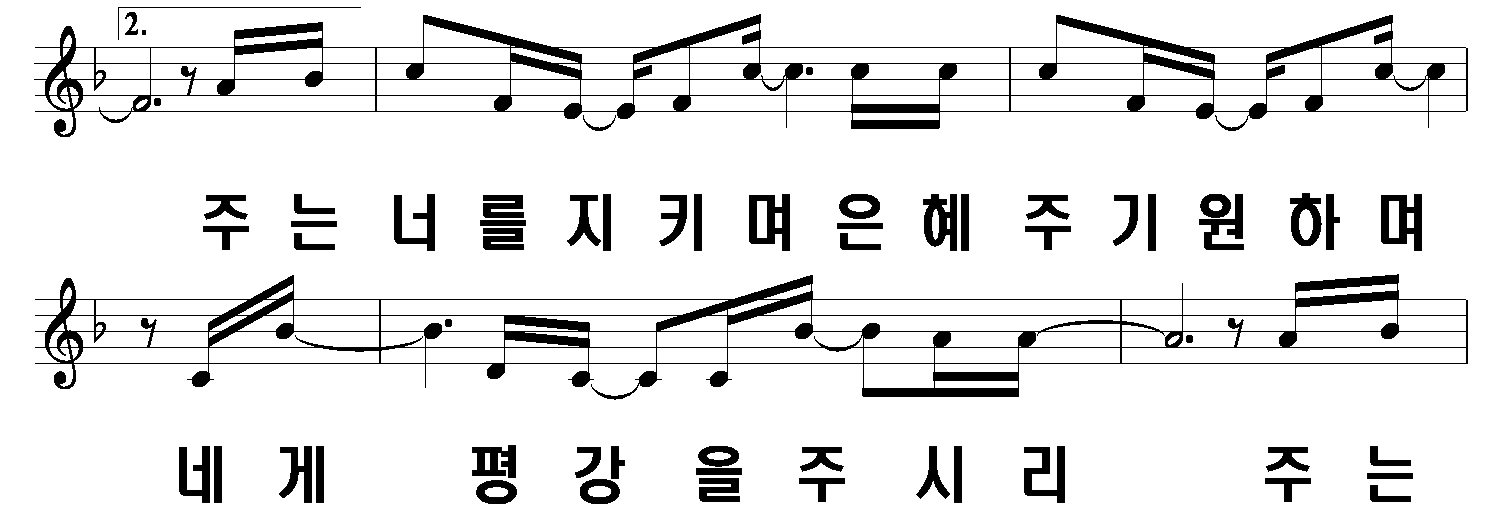 2.
주 는 너 를 지 키 며 은 혜 주 기 원 하 며
네 게 평 강 을 주 시 리 주 는